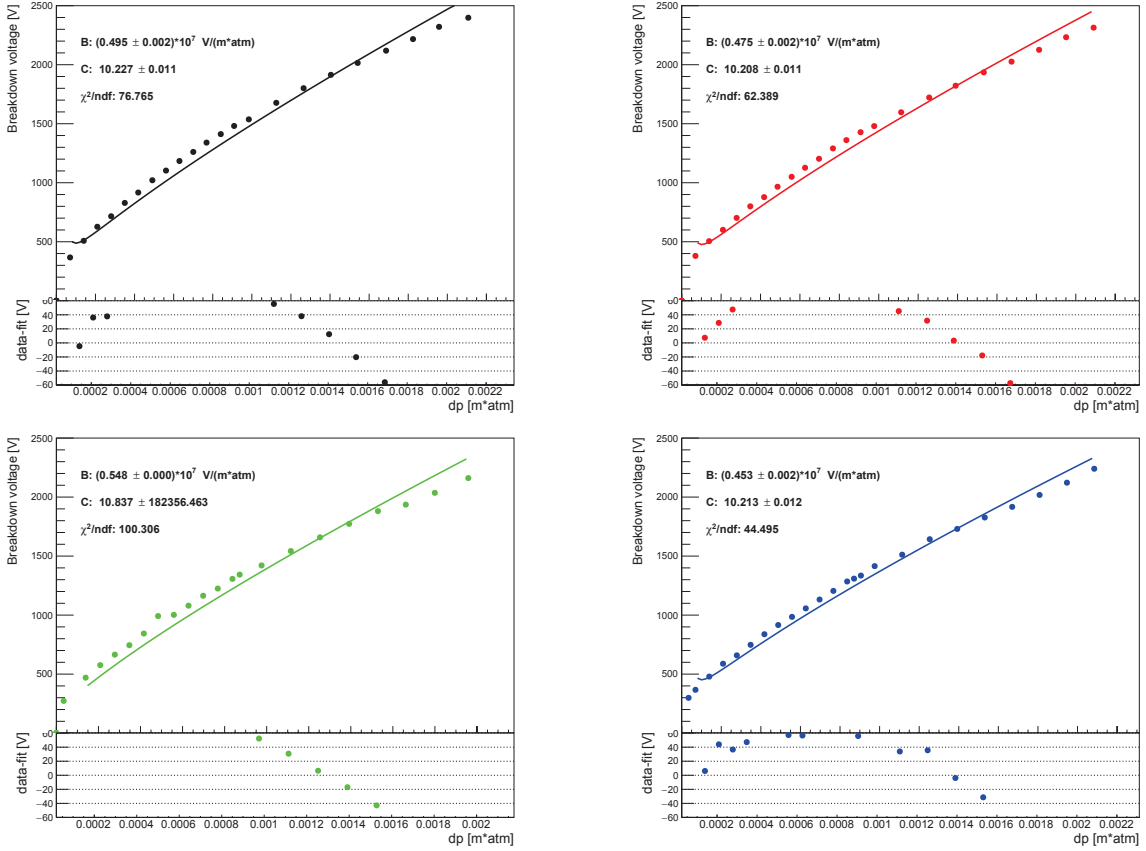 Breakdown voltage [V]
2500
2000
1500
1000
500
B: (0.495 ± 0.002)*10⁷ V/(m*atm)
C: 10.227 ± 0.011
χ²/ndf: 76.765
data-fit [V]
60
40
20
0
−20
−40
−60
0.0002 0.0004 0.0006 0.0008 0.001 0.0012 0.0014 0.0016 0.0018 0.002 0.0022
dp [m*atm]
Breakdown voltage [V]
2500
2000
1500
1000
500
B: (0.475 ± 0.002)*10⁷ V/(m*atm)
C: 10.208 ± 0.011
χ²/ndf: 62.389
data-fit [V]
60
40
20
0
−20
−40
−60
0.0002 0.0004 0.0006 0.0008 0.001 0.0012 0.0014 0.0016 0.0018 0.002 0.0022
dp [m*atm]
Breakdown voltage [V]
2500
2000
1500
1000
500
B: (0.548 ± 0.000)*10⁷ V/(m*atm)
C: 10.837 ± 182356.463
χ²/ndf: 100.306
data-fit [V]
60
40
20
0
−20
−40
−60
0.0002 0.0004 0.0006 0.0008 0.001 0.0012 0.0014 0.0016 0.0018 0.002
dp [m*atm]
Breakdown voltage [V]
2500
2000
1500
1000
500
B: (0.453 ± 0.002)*10⁷ V/(m*atm)
C: 10.213 ± 0.012
χ²/ndf: 44.495
data-fit [V]
60
40
20
0
−20
−40
−60
0.0002 0.0004 0.0006 0.0008 0.001 0.0012 0.0014 0.0016 0.0018 0.002 0.0022
dp [m*atm]